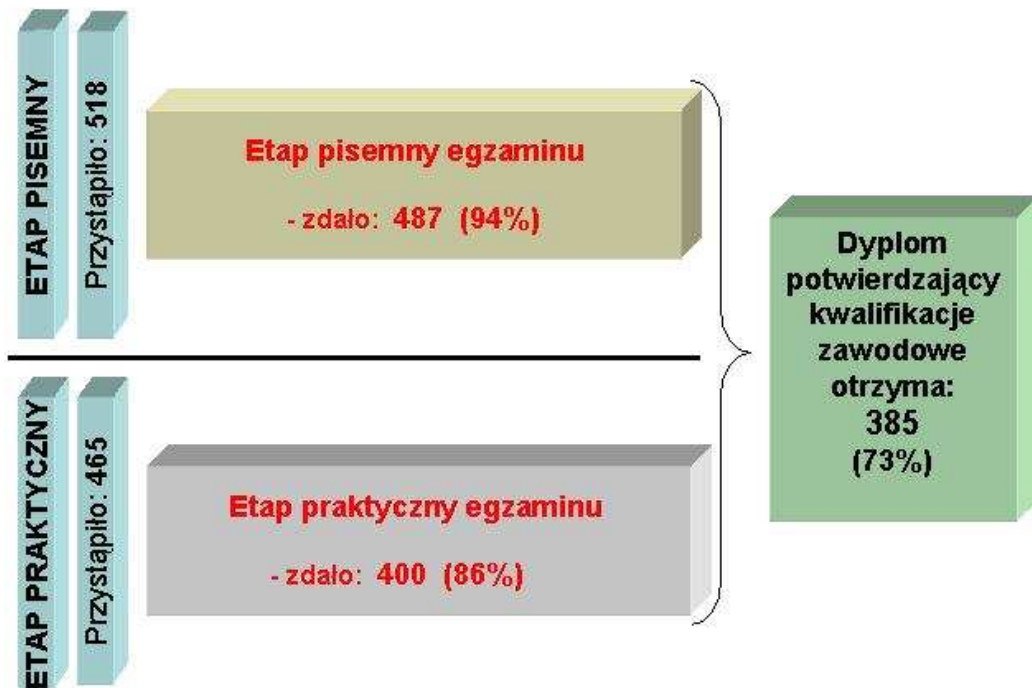 ETAP PISEMNY
Przystąpiło: 518
Etap pisemny egzaminu
- zdało: 487 (94%)
ETAP PRAKTYCZNY
Przystąpiło: 465
Etap praktyczny egzaminu
- zdało: 400 (86%)
Dyplom
potwierdzający
kwalifikacje
zawodowe
otrzyma:
385
(73%)